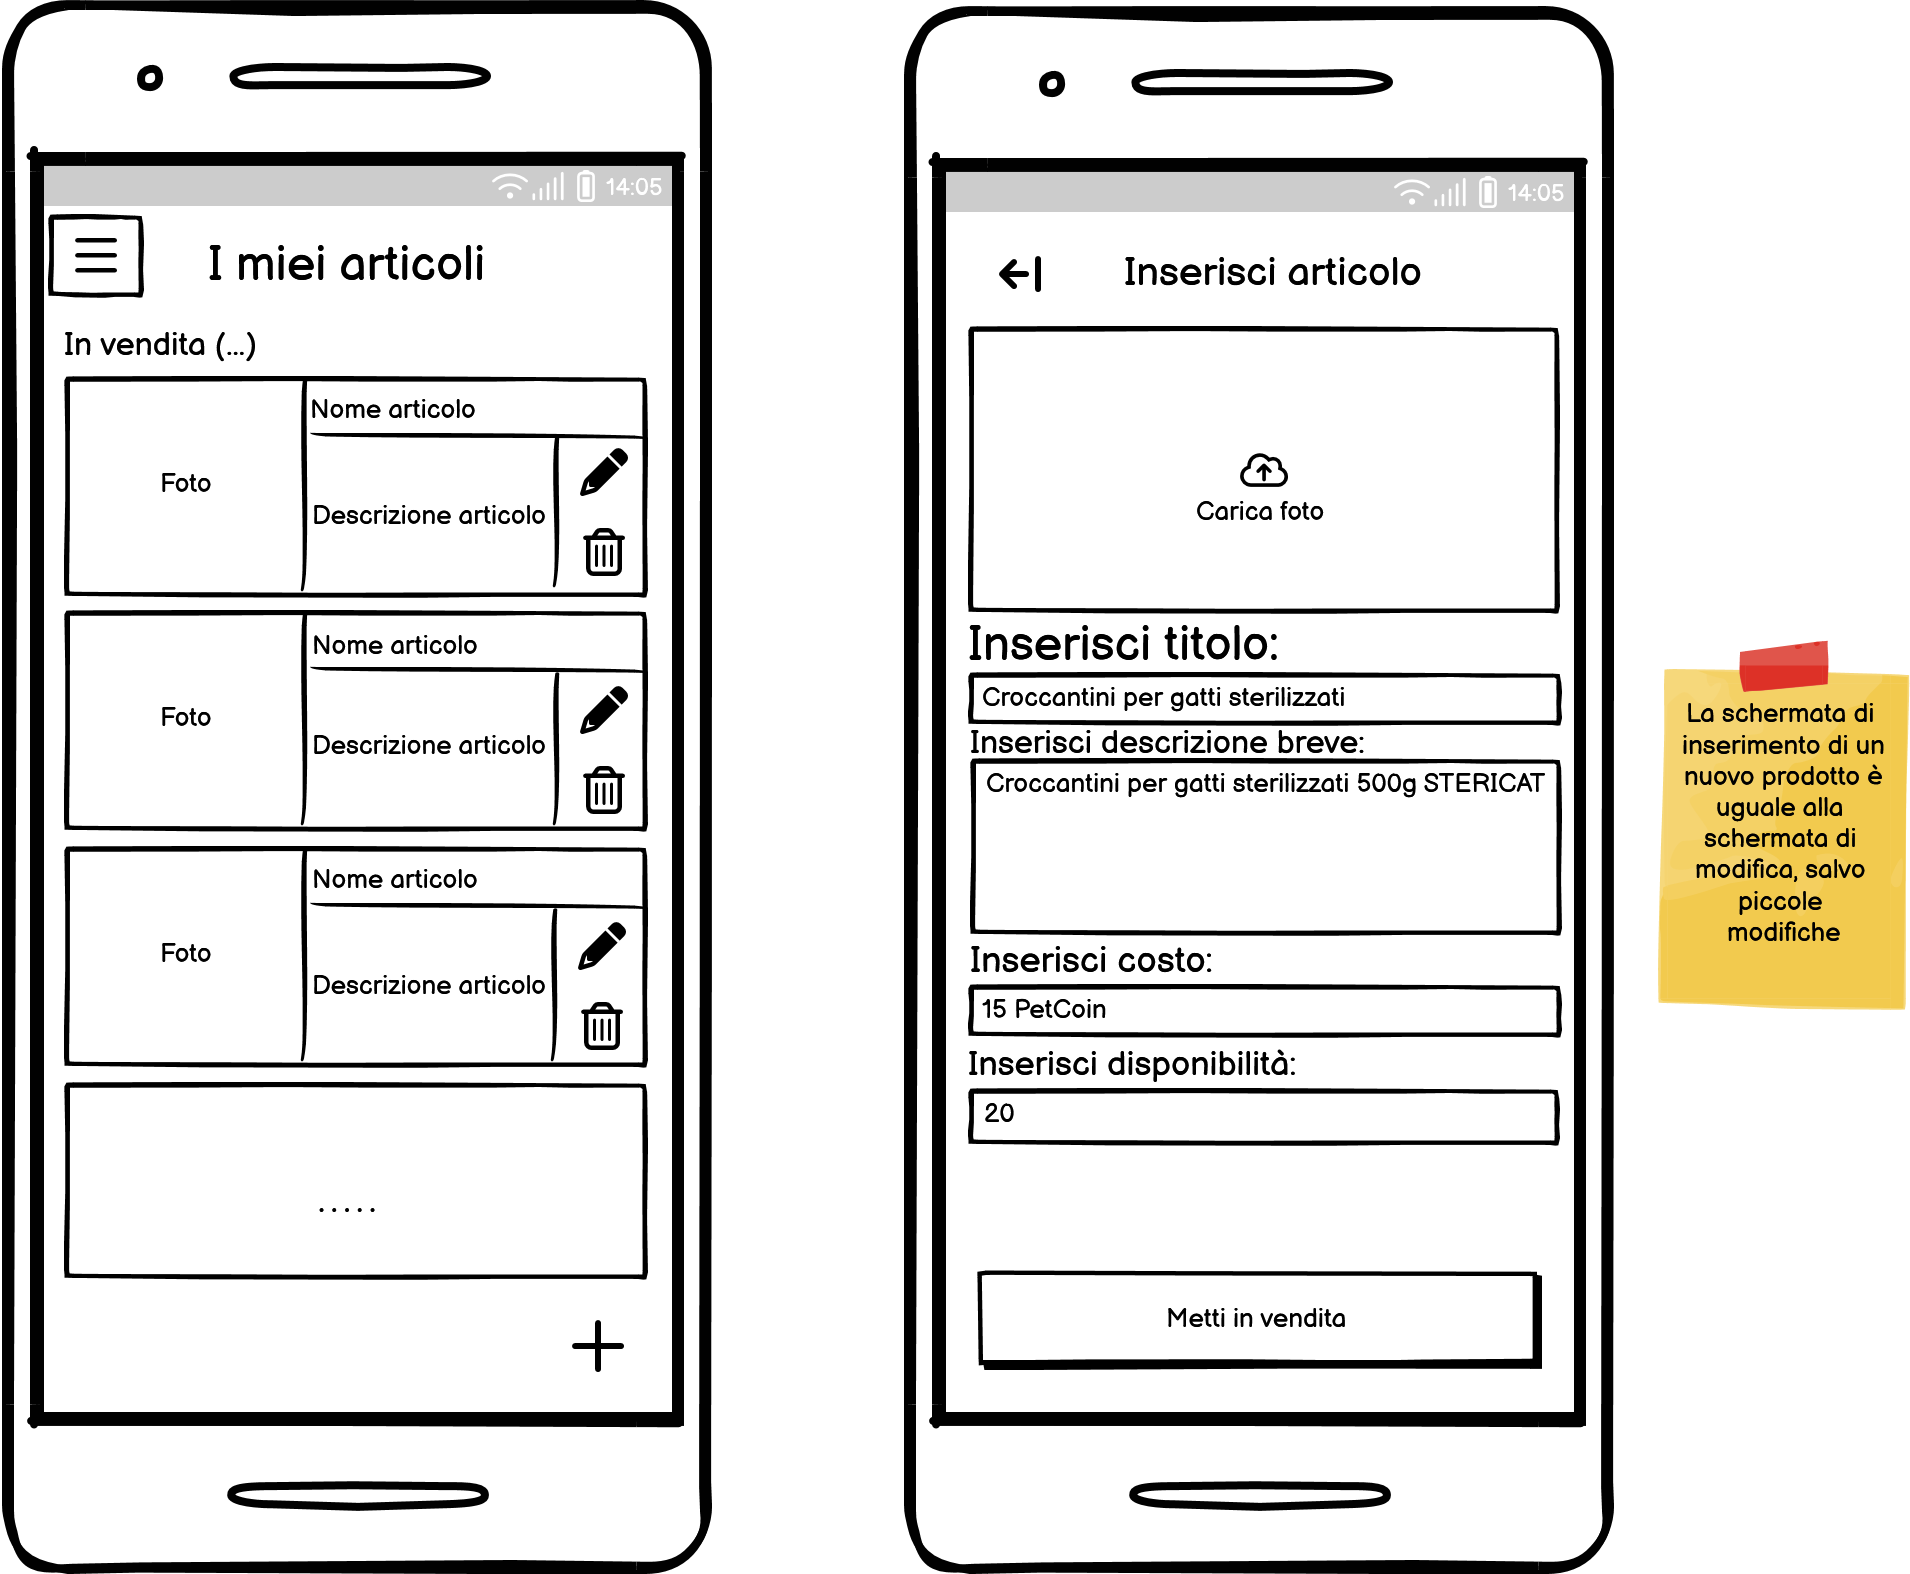 14:05
I miei articoli
In vendita (...)
Nome articolo
Foto
Descrizione articolo
Nome articolo
Foto
Descrizione articolo
Nome articolo
Foto
Descrizione articolo
.....
14:05
Inserisci articolo
Carica foto
Inserisci titolo:
Croccantini per gatti sterilizzati
Inserisci descrizione breve:
Croccantini per gatti sterilizzati 500g STERICAT
Inserisci costo:
15 PetCoin
Inserisci disponibilità:
20
Metti in vendita
La schermata di
inserimento di un
nuovo prodotto è
uguale alla
schermata di
modifica, salvo
piccole
modifiche